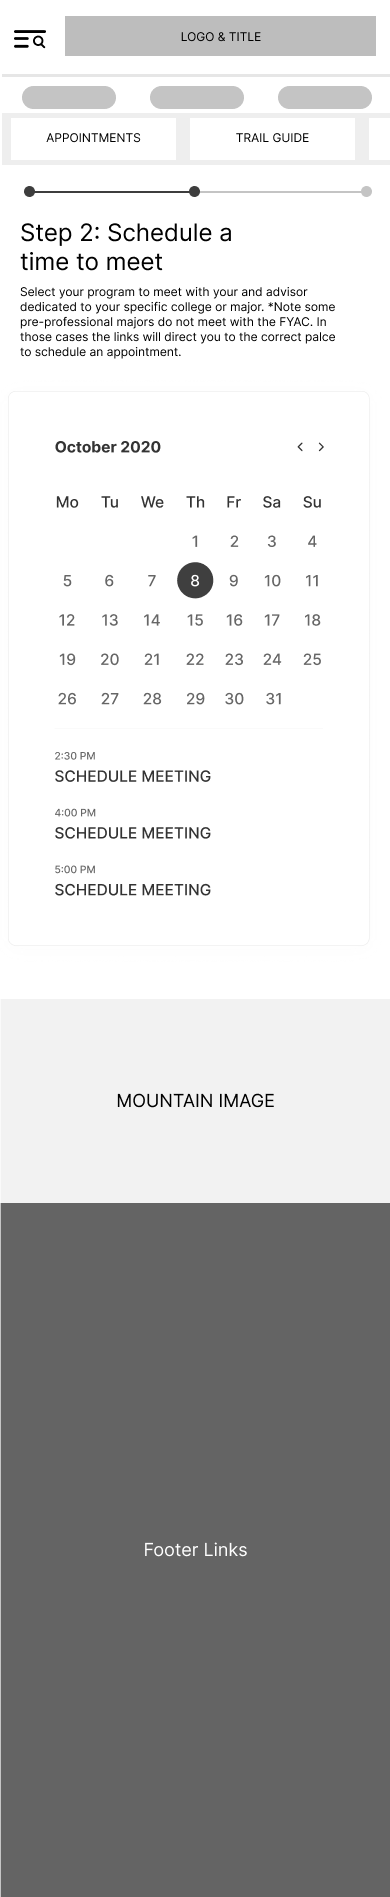 LOGO & TITLE
APPOINTMENTS
TRAIL GUIDE
Step 2: Schedule a
time to meet
Select your program to meet with your and advisor
dedicated to your specific college or major. *Note some
pre-professional majors do not meet with the FYAC. In
those cases the links will direct you to the correct palce
to schedule an appointment.
October 2020 < >
Mo Tu We Th Fr Sa Su
1 2 3 4
5 6 7 8 9 10 11
12 13 14 15 16 17 18
19 20 21 22 23 24 25
26 27 28 29 30 31
2:30 PM
SCHEDULE MEETING
4:00 PM
SCHEDULE MEETING
5:00 PM
SCHEDULE MEETING
MOUNTAIN IMAGE
Footer Links